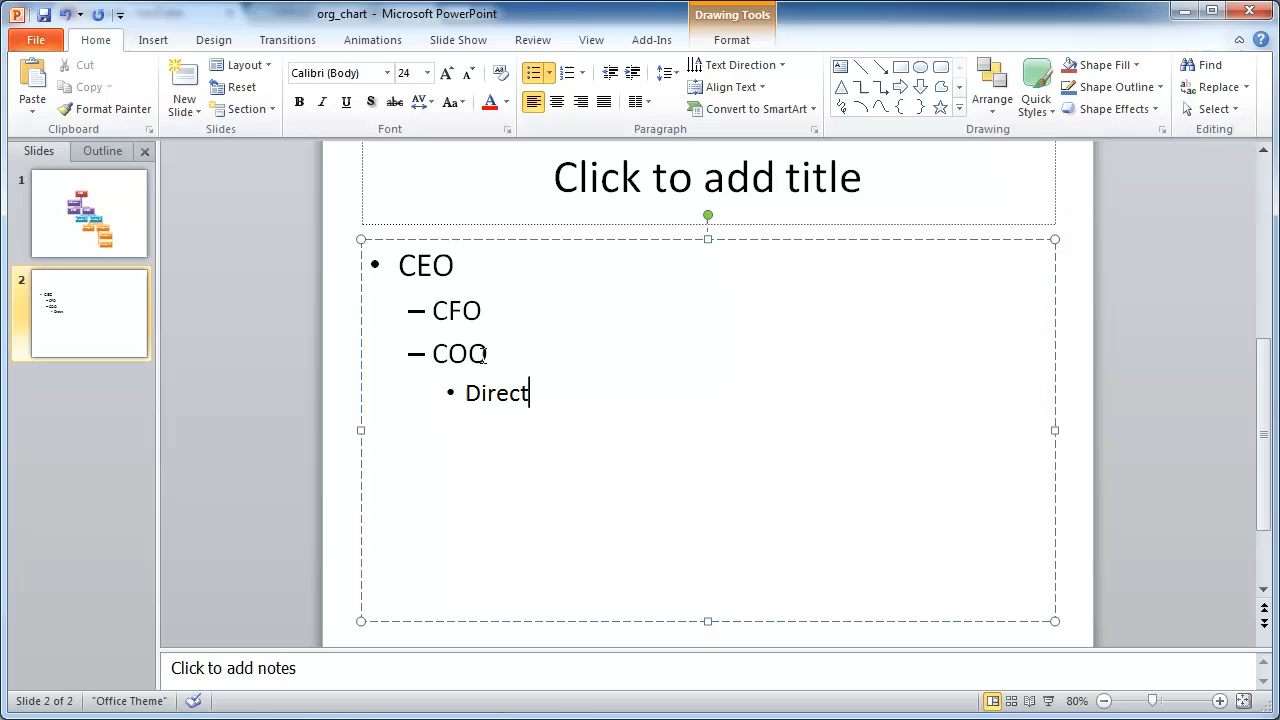 org_chart - Microsoft PowerPoint
Drawing Tools
File Home Insert Design Transitions Animations Slide Show Review View Add-Ins Format
Paste
Cut
Copy
Format Painter
Clipboard
New Slide
Layout
Reset
Section
Slides
Calibri (Body) 24
B I U S abc AV Aa A
Font
Text Direction
Align Text
Convert to SmartArt
Paragraph
Arrange
Quick Styles
Shape Fill
Shape Outline
Shape Effects
Drawing
Find
Replace
Select
Editing
Slides Outline
1
2
Click to add title
• CEO
– CFO
– COO
• Direct
Click to add notes
Slide 2 of 2 "Office Theme" 80%